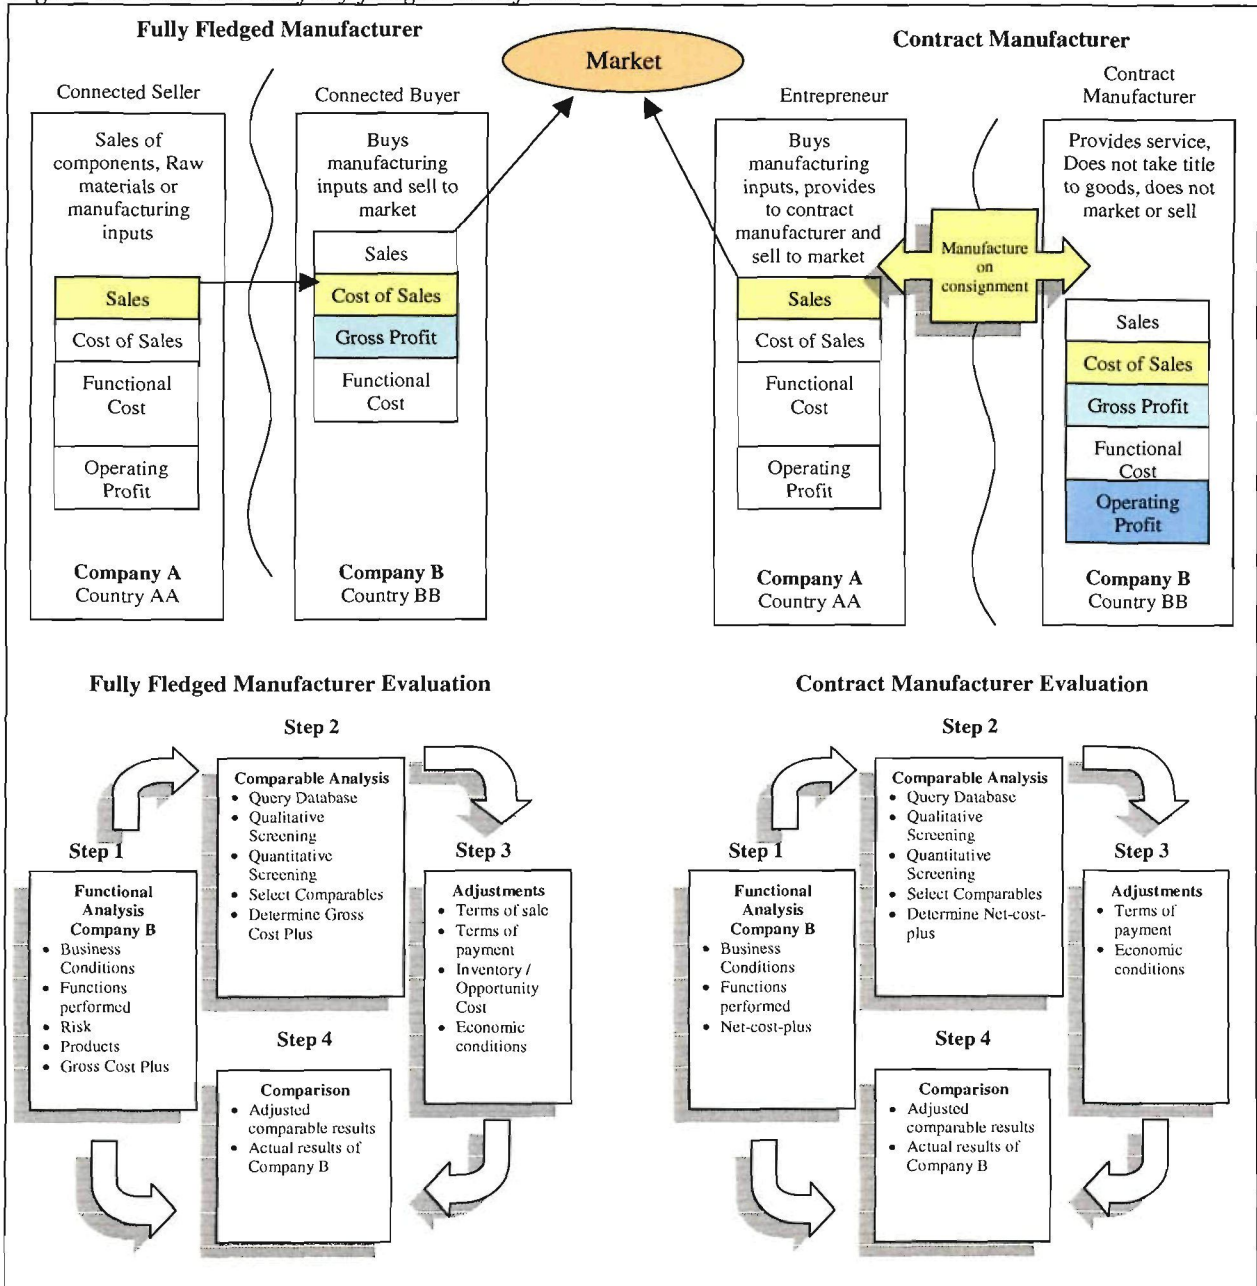 Fully Fledged Manufacturer
Market
Contract Manufacturer
Connected Seller
Connected Buyer
Entrepreneur
Contract
Manufacturer
Sales of
components, Raw
materials or
manufacturing
inputs
Sales
Cost of Sales
Functional
Cost
Operating
Profit
Company A
Country AA
Buys
manufacturing
inputs and sell to
market
Sales
Cost of Sales
Gross Profit
Functional
Cost
Company B
Country BB
Buys
manufacturing
inputs, provides
to contract
manufacturer and
sell to market
Sales
Cost of Sales
Functional
Cost
Operating
Profit
Company A
Country AA
Manufacture
on
consignment
Provides service,
Does not take title
to goods, does not
market or sell
Sales
Cost of Sales
Gross Profit
Functional
Cost
Operating
Profit
Company B
Country BB
Fully Fledged Manufacturer Evaluation
Step 1
Functional
Analysis
Company B
• Business
Conditions
• Functions
performed
• Risk
• Products
• Gross Cost Plus
Step 2
Comparable Analysis
• Query Database
• Qualitative
Screening
• Quantitative
Screening
• Select Comparables
• Determine Gross
Cost Plus
Step 3
Adjustments
• Terms of sale
• Terms of
payment
• Inventory /
Opportunity
Cost
• Economic
conditions
Step 4
Comparison
• Adjusted
comparable results
• Actual results of
Company B
Contract Manufacturer Evaluation
Step 1
Functional
Analysis
Company B
• Business
Conditions
• Functions
performed
• Net-cost-plus
Step 2
Comparable Analysis
• Query Database
• Qualitative
Screening
• Quantitative
Screening
• Select Comparables
• Determine Net-cost-
plus
Step 3
Adjustments
• Terms of
payment
• Economic
conditions
Step 4
Comparison
• Adjusted
comparable results
• Actual results of
Company B